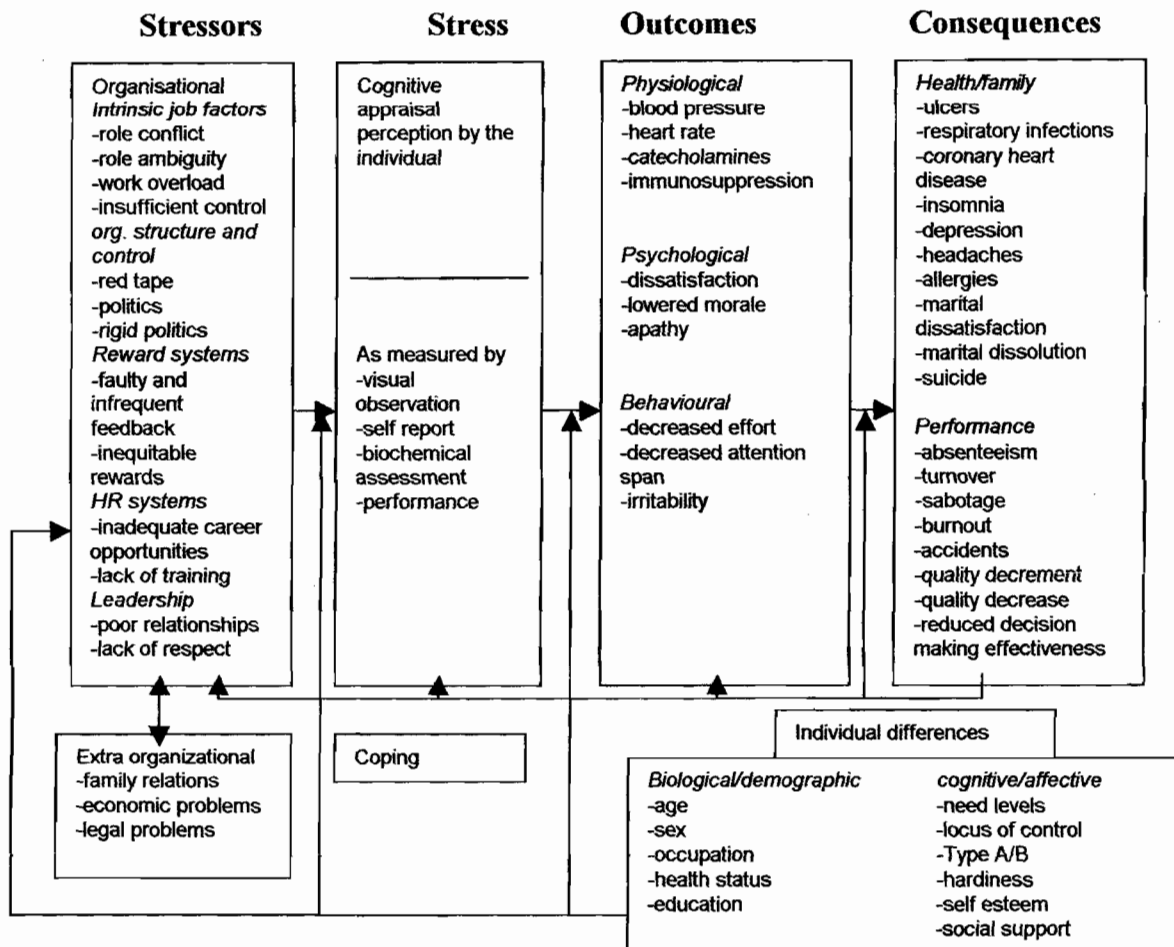 Stressors
Stress
Outcomes
Consequences
Organisational
Intrinsic job factors
-role conflict
-role ambiguity
-work overload
-insufficient control
org. structure and
control
-red tape
-politics
-rigid politics
Reward systems
-faulty and
infrequent
feedback
-inequitable
rewards
HR systems
-inadequate career
opportunities
-lack of training
Leadership
-poor relationships
-lack of respect
Cognitive
appraisal
perception by the
individual
As measured by
-visual
observation
-self report
-biochemical
assessment
-performance
Physiological
-blood pressure
-heart rate
-catecholamines
-immunosuppression
Psychological
-dissatisfaction
-lowered morale
-apathy
Behavioural
-decreased effort
-decreased attention
span
-irritability
Health/family
-ulcers
-respiratory infections
-coronary heart
disease
-insomnia
-depression
-headaches
-allergies
-marital
dissatisfaction
-marital dissolution
-suicide
Performance
-absenteeism
-turnover
-sabotage
-burnout
-accidents
-quality decrement
-quality decrease
-reduced decision
making effectiveness
Extra organizational
-family relations
-economic problems
-legal problems
Coping
Individual differences
Biological/demographic
-age
-sex
-occupation
-health status
-education
cognitive/affective
-need levels
-locus of control
-Type A/B
-hardiness
-self esteem
-social support